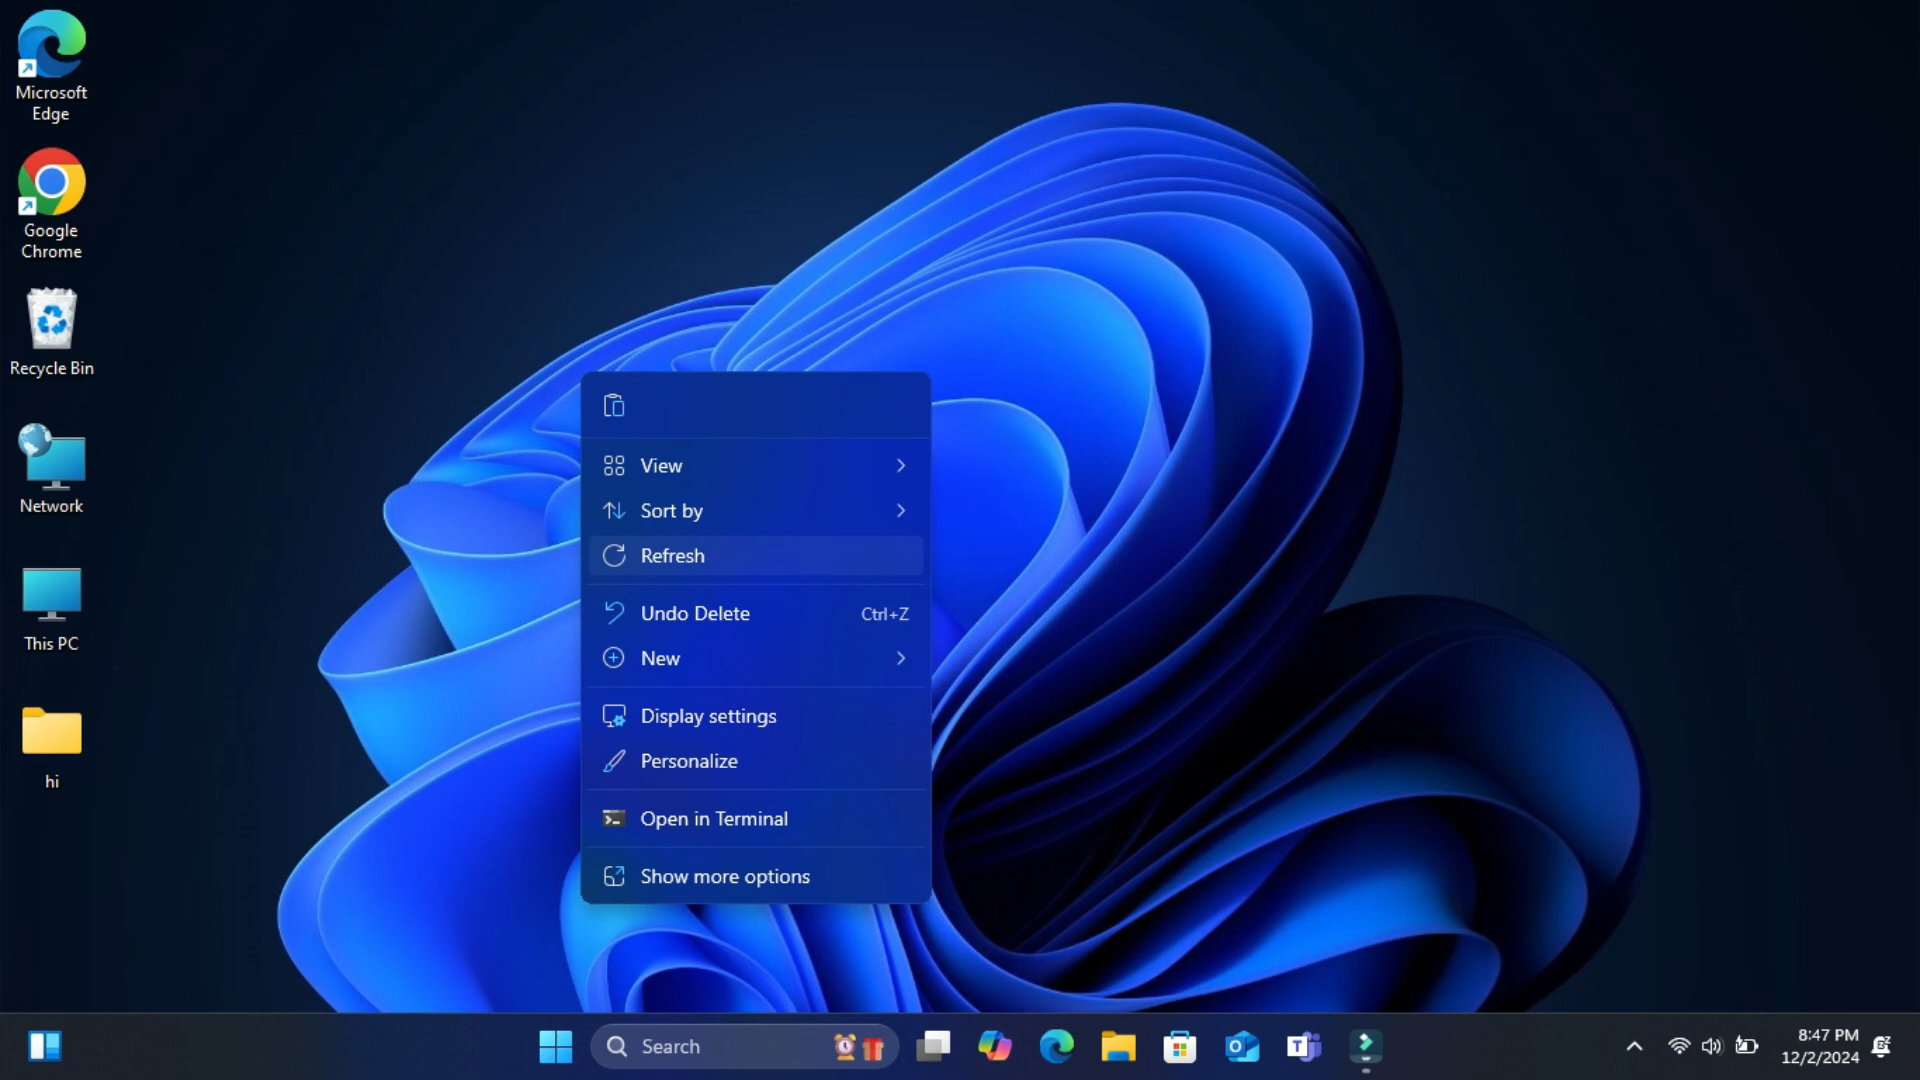 Microsoft
Edge
Google
Chrome
Recycle Bin
Network
This PC
hi
View
Sort by
Refresh
Undo Delete Ctrl+Z
New
Display settings
Personalize
Open in Terminal
Show more options
Search
8:47 PM
12/2/2024